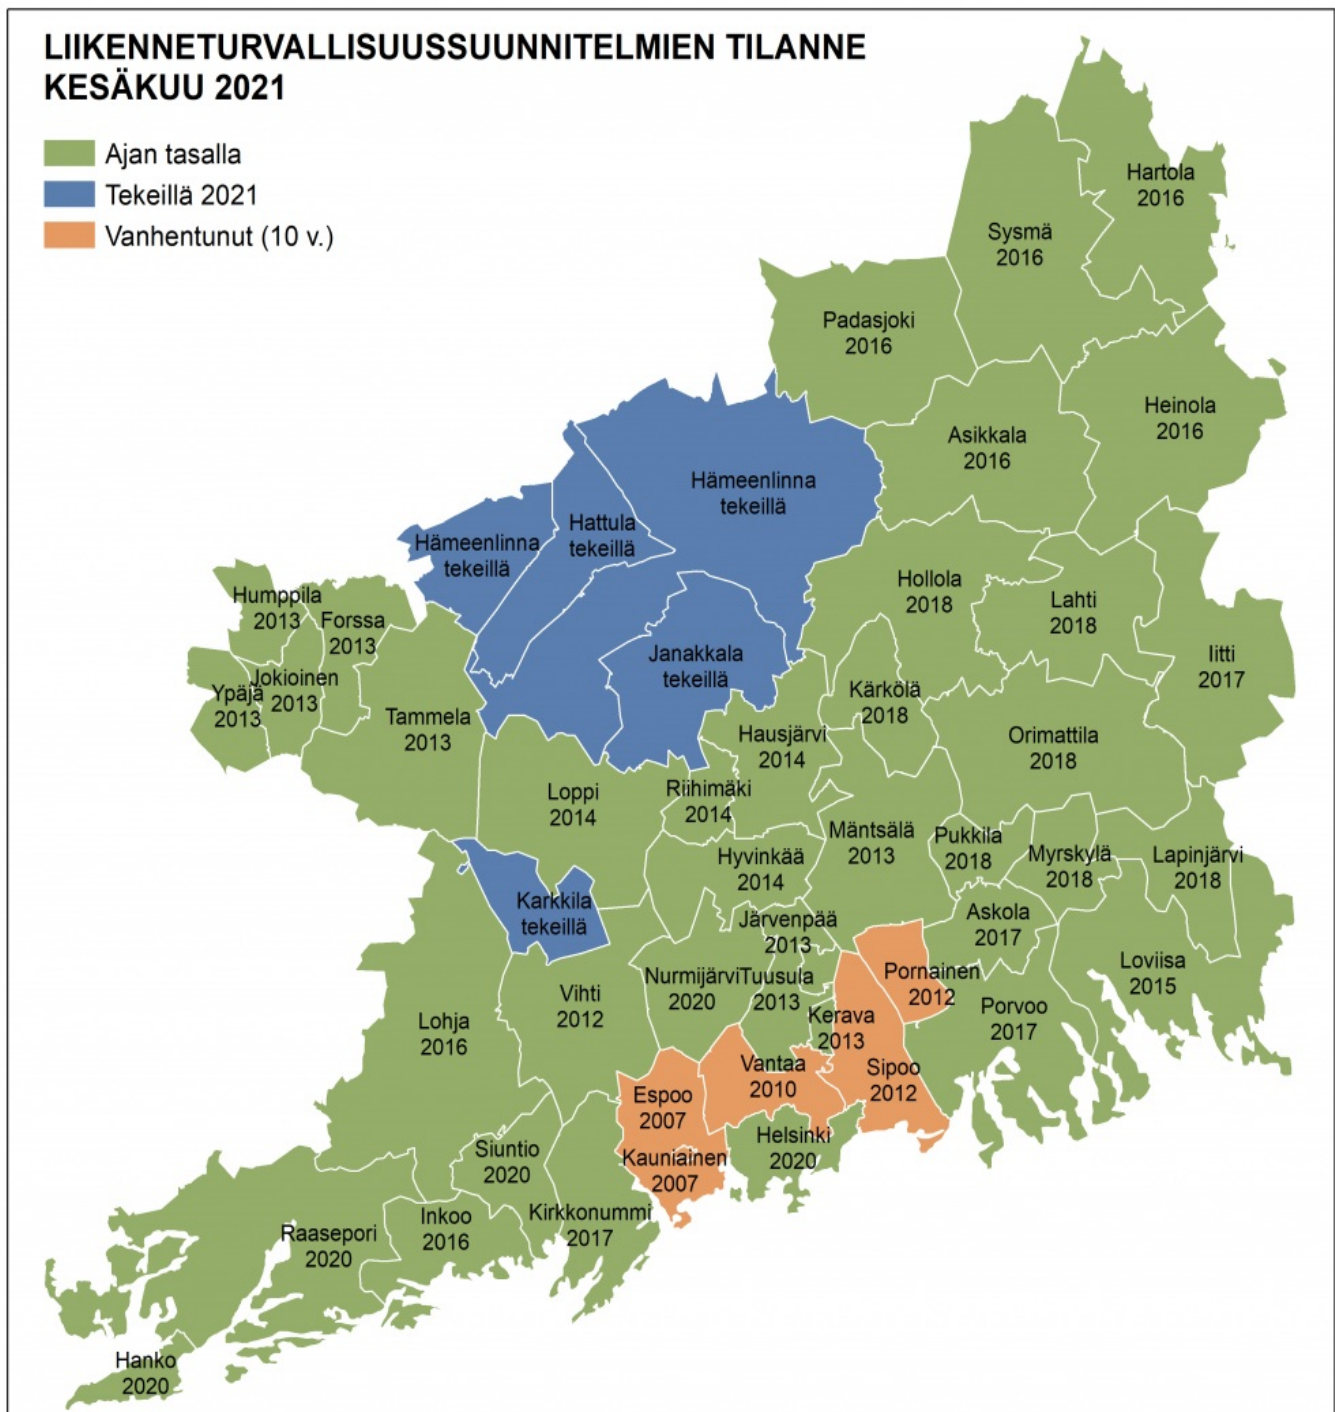 LIIKENNETURVALLISUUSSUUNNITELMIEN TILANNE
KESÄKUU 2021
Ajan tasalla
Tekeillä 2021
Vanhentunut (10 v.)
Hartola
2016
Sysmä
2016
Padasjoki
2016
Heinola
2016
Asikkala
2016
Hämeenlinna
tekeillä
Hattula
tekeillä
Hämeenlinna
tekeillä
Hollola
2018
Lahti
2018
Humppila
2013
Forssa
2013
Janakkala
tekeillä
Iitti
2017
Ypäjä
2013
Jokioinen
2013
Kärkölä
2018
Tammela
2013
Hausjärvi
2014
Orimattila
2018
Loppi
2014
Riihimäki
2014
Mäntsälä
2013
Pukkila
2018
Myrskylä
2018
Lapinjärvi
2018
Hyvinkää
2014
Karkkila
tekeillä
Järvenpää
2013
Askola
2017
Loviisa
2015
Nurmijärvi
2020
Tuusula
2013
Pornainen
2012
Vihti
2012
Porvoo
2017
Lohja
2016
Kerava
2013
Vantaa
2010
Sipoo
2012
Espoo
2007
Helsinki
2020
Siuntio
2020
Kauniainen
2007
Kirkkonummi
2017
Inkoo
2016
Raasepori
2020
Hanko
2020